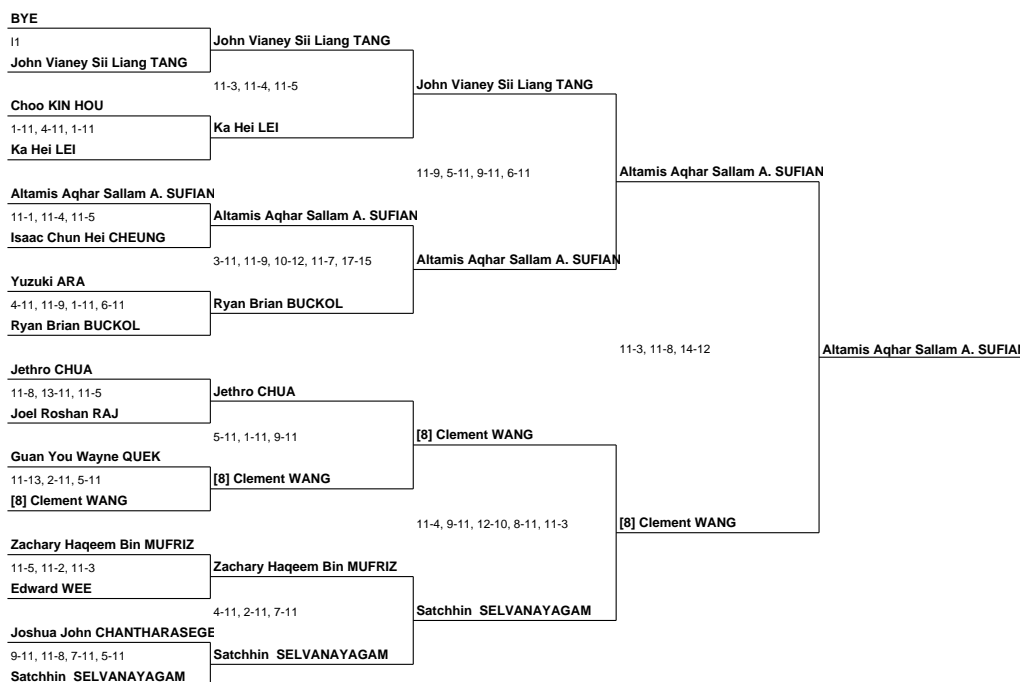 BYE
I1
John Vianey Sii Liang TANG
Choo KIN HOU
1-11, 4-11, 1-11
Ka Hei LEI
Altamis Aqhar Sallam A. SUFIAN
11-1, 11-4, 11-5
Isaac Chun Hei CHEUNG
Yuzuki ARA
4-11, 11-9, 1-11, 6-11
Ryan Brian BUCKOL
Jethro CHUA
11-8, 13-11, 11-5
Joel Roshan RAJ
Guan You Wayne QUEK
11-13, 2-11, 5-11
[8] Clement WANG
Zachary Haqeem Bin MUFRIZ
11-5, 11-2, 11-3
Edward WEE
Joshua John CHANTHARASEGE
9-11, 11-8, 7-11, 5-11
Satchhin SELVANAYAGAM
John Vianey Sii Liang TANG
11-3, 11-4, 11-5
Ka Hei LEI
Altamis Aqhar Sallam A. SUFIAN
3-11, 11-9, 10-12, 11-7, 17-15
Ryan Brian BUCKOL
Jethro CHUA
5-11, 1-11, 9-11
[8] Clement WANG
Zachary Haqeem Bin MUFRIZ
4-11, 2-11, 7-11
Satchhin SELVANAYAGAM
John Vianey Sii Liang TANG
11-9, 5-11, 9-11, 6-11
Altamis Aqhar Sallam A. SUFIAN
[8] Clement WANG
11-4, 9-11, 12-10, 8-11, 11-3
Satchhin SELVANAYAGAM
Altamis Aqhar Sallam A. SUFIAN
11-3, 11-8, 14-12
[8] Clement WANG
Altamis Aqhar Sallam A. SUFIAN